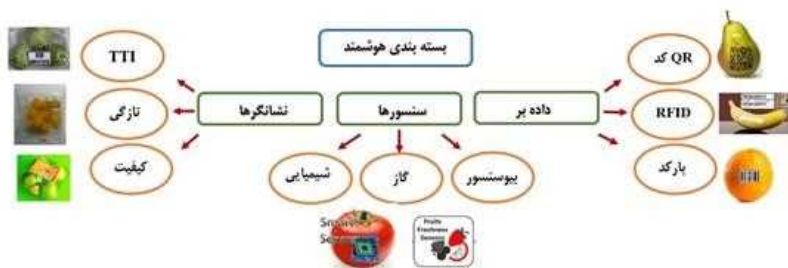 بسته بندی هوشمند
داده بر
سنسورها
نشانگرها
کد QR
RFID
بارکد
بیوسنسور
گاز
شیمیایی
TTI
تازگی
کیفیت
Fruits
Freshness